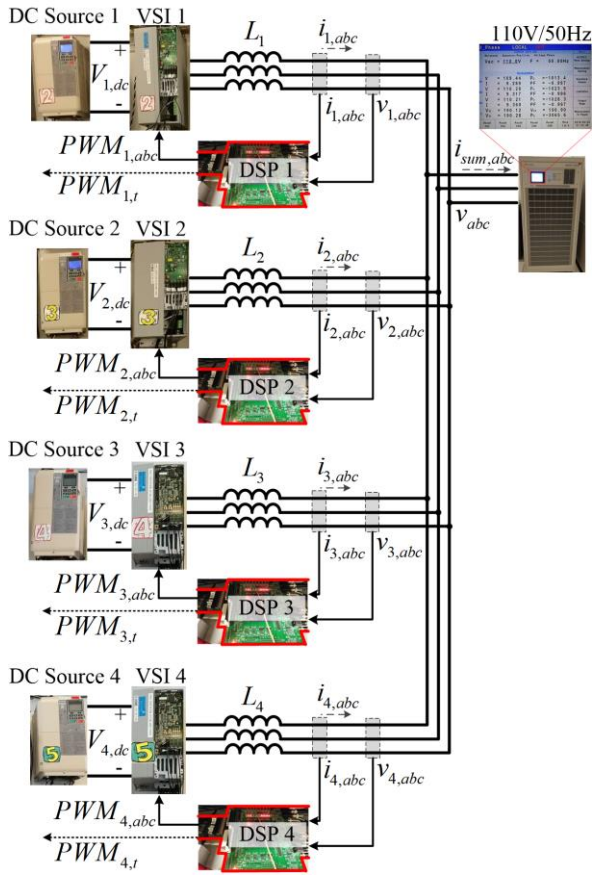 DC Source 1 VSI 1
L1
i1,abc
110V/50Hz
+
V1,dc
-
2
i1,abc
v1,abc
PWM1,abc
PWM1,t
DSP 1
isum,abc
vabc
DC Source 2 VSI 2
L2
i2,abc
+
V2,dc
-
3
i2,abc
v2,abc
PWM2,abc
PWM2,t
DSP 2
DC Source 3 VSI 3
L3
i3,abc
+
V3,dc
-
4
i3,abc
v3,abc
PWM3,abc
PWM3,t
DSP 3
DC Source 4 VSI 4
L4
i4,abc
+
V4,dc
-
5
5
i4,abc
v4,abc
PWM4,abc
PWM4,t
DSP 4